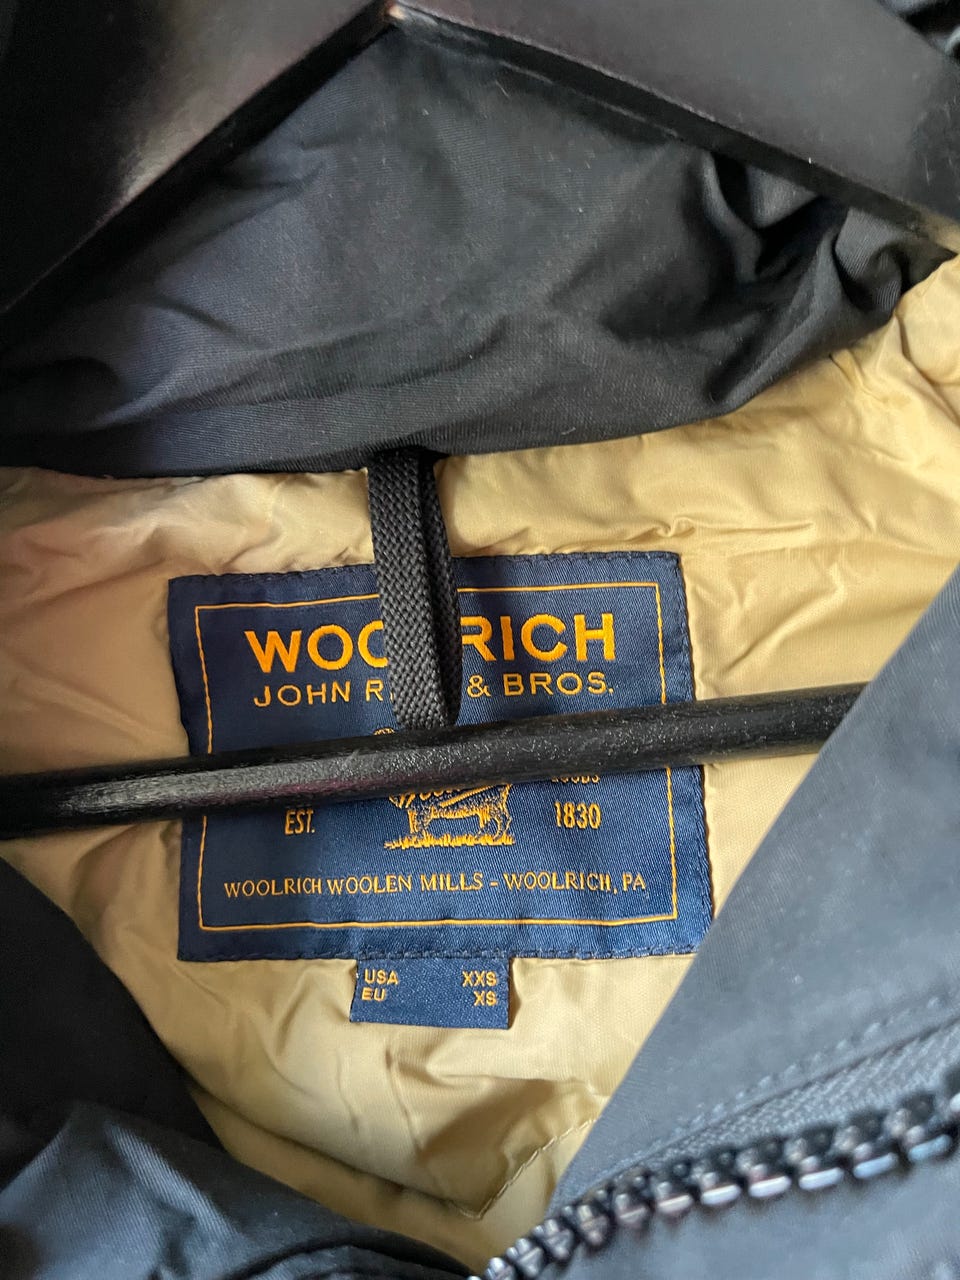 WOO RICH
JOHN R & BROS.
EST. 1830
WOOLRICH WOOLEN MILLS - WOOLRICH, PA
USA XXS
EU XS